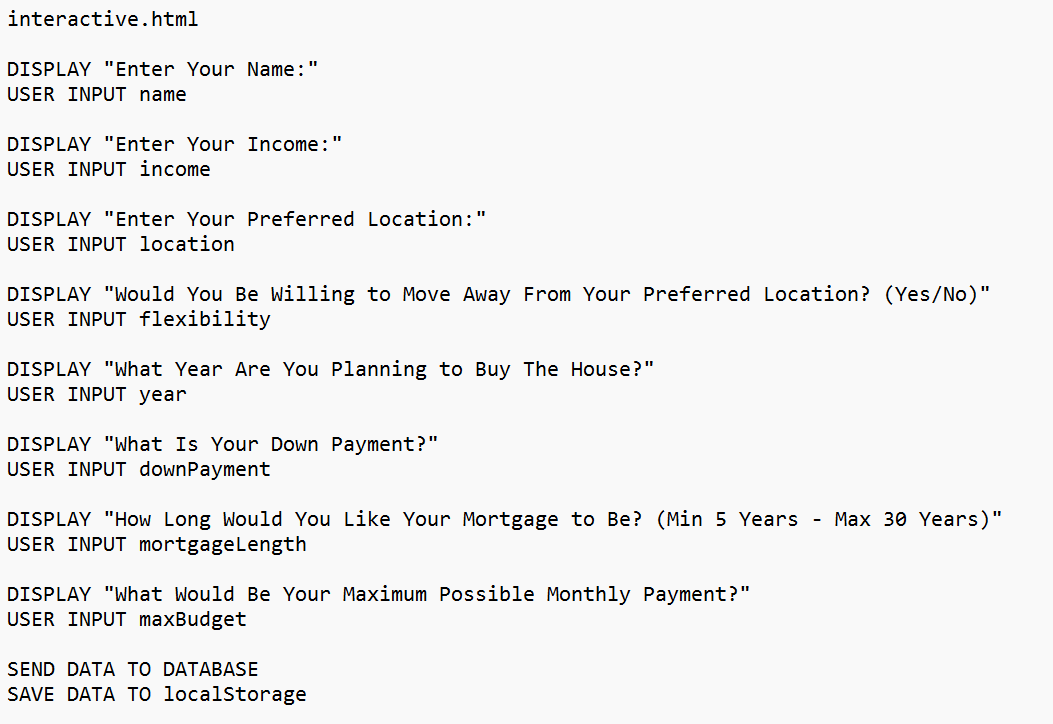 interactive.html
DISPLAY "Enter Your Name:"
USER INPUT name
DISPLAY "Enter Your Income:"
USER INPUT income
DISPLAY "Enter Your Preferred Location:"
USER INPUT location
DISPLAY "Would You Be Willing to Move Away From Your Preferred Location? (Yes/No)"
USER INPUT flexibility
DISPLAY "What Year Are You Planning to Buy The House?"
USER INPUT year
DISPLAY "What Is Your Down Payment?"
USER INPUT downPayment
DISPLAY "How Long Would You Like Your Mortgage to Be? (Min 5 Years - Max 30 Years)"
USER INPUT mortgageLength
DISPLAY "What Would Be Your Maximum Possible Monthly Payment?"
USER INPUT maxBudget
SEND DATA TO DATABASE
SAVE DATA TO localStorage